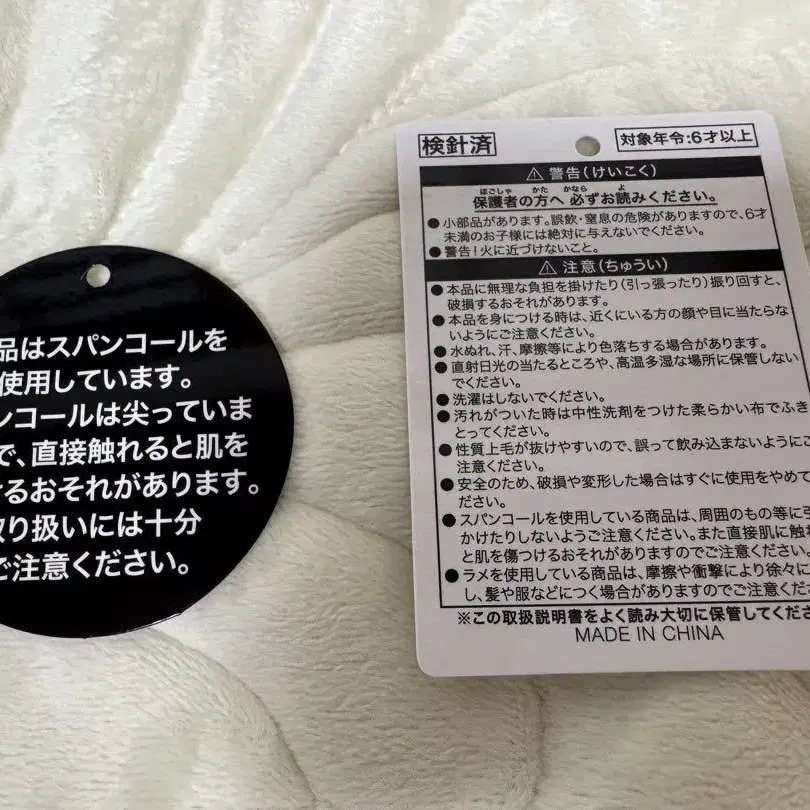 品はスパンコールを
使用しています。
ンコールは尖っていま
で、直接触れると肌を
けるおそれがあります。
取り扱いには十分
ご注意ください。
検針済
対象年令:6才以上
⚠ 警告(けいこく)
ほごしゃ かた かなら よ
保護者の方へ 必ずお読みください。
●小部品があります。誤飲・窒息の危険がありますので、6才
未満のお子様には絶対に与えないでください。
●警告!火に近づけないこと。
⚠ 注意(ちゅうい)
●本品に無理な負担を掛けたり(引っ張ったり)振り回すと、
破損するおそれがあります。
●本品を身につける時は、近くにいる方の顔や目に当たらな
いようにご注意ください。
●水ぬれ、汗、摩擦等により色落ちする場合があります。
●直射日光の当たるところや、高温多湿な場所に保管しない
でください。
●洗濯はしないでください。
●汚れがついた時は中性洗剤をつけた柔らかい布でふき
とってください。
●性質上毛が抜けやすいので、誤って飲み込まないようにご
注意ください。
●安全のため、破損や変形した場合はすぐに使用をやめて
ださい。
●スパンコールを使用している商品は、周囲のもの等に引
かけたりしないようご注意ください。また直接肌に触れ
と肌を傷つけるおそれがありますのでご注意ください。
●ラメを使用している商品は、摩擦や衝撃により徐々に
し、髪や服などにつく場合がありますのでご注意くださ
※この取扱説明書をよく読み大切に保管してくださ
MADE IN CHINA